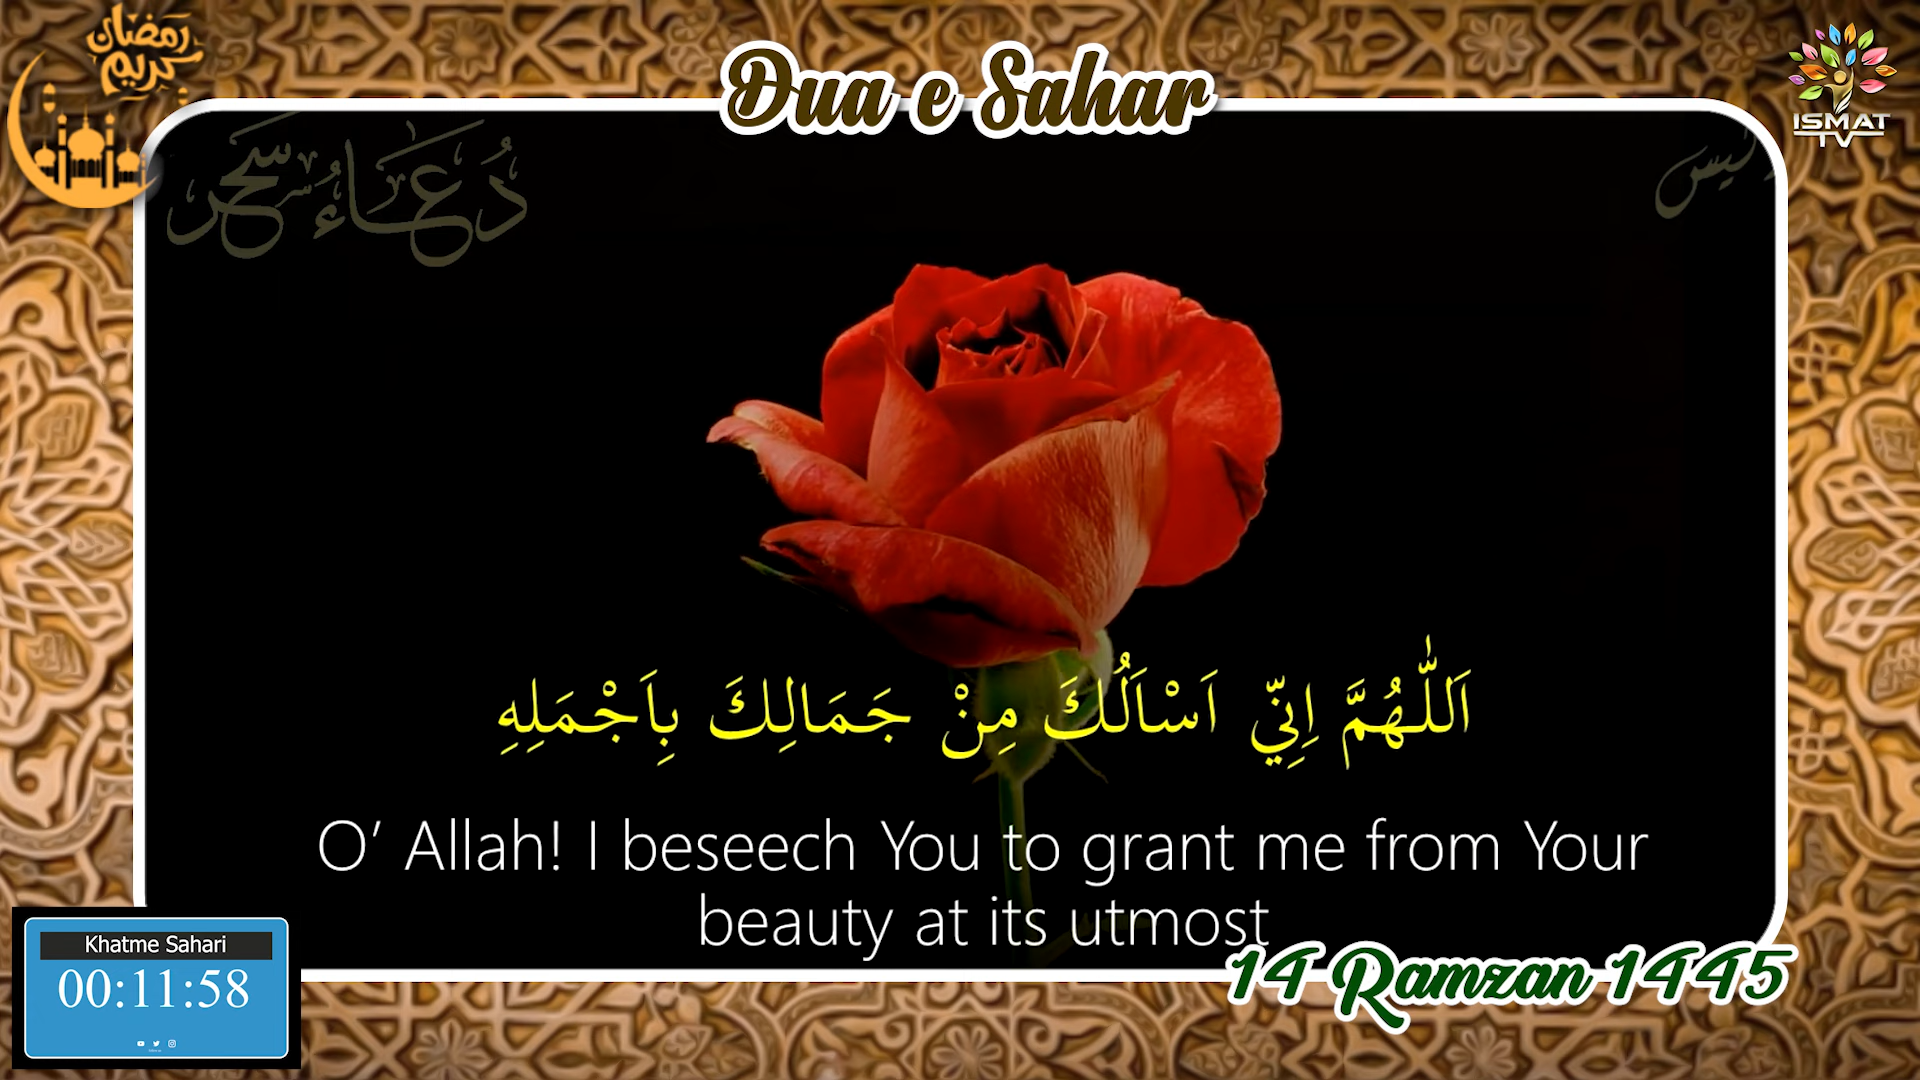 رمضان
كريم
Dua e Sahar
ISMAT
TV
دُعَاءُ سَحَر
اَللّٰهُمَّ اِنِّيْ اَسْاَلُكَ مِنْ جَمَالِكَ بِاَجْمَلِهِ
O’ Allah! I beseech You to grant me from Your
beauty at its utmost
14 Ramzan 1445
Khatme Sahari
00:11:58